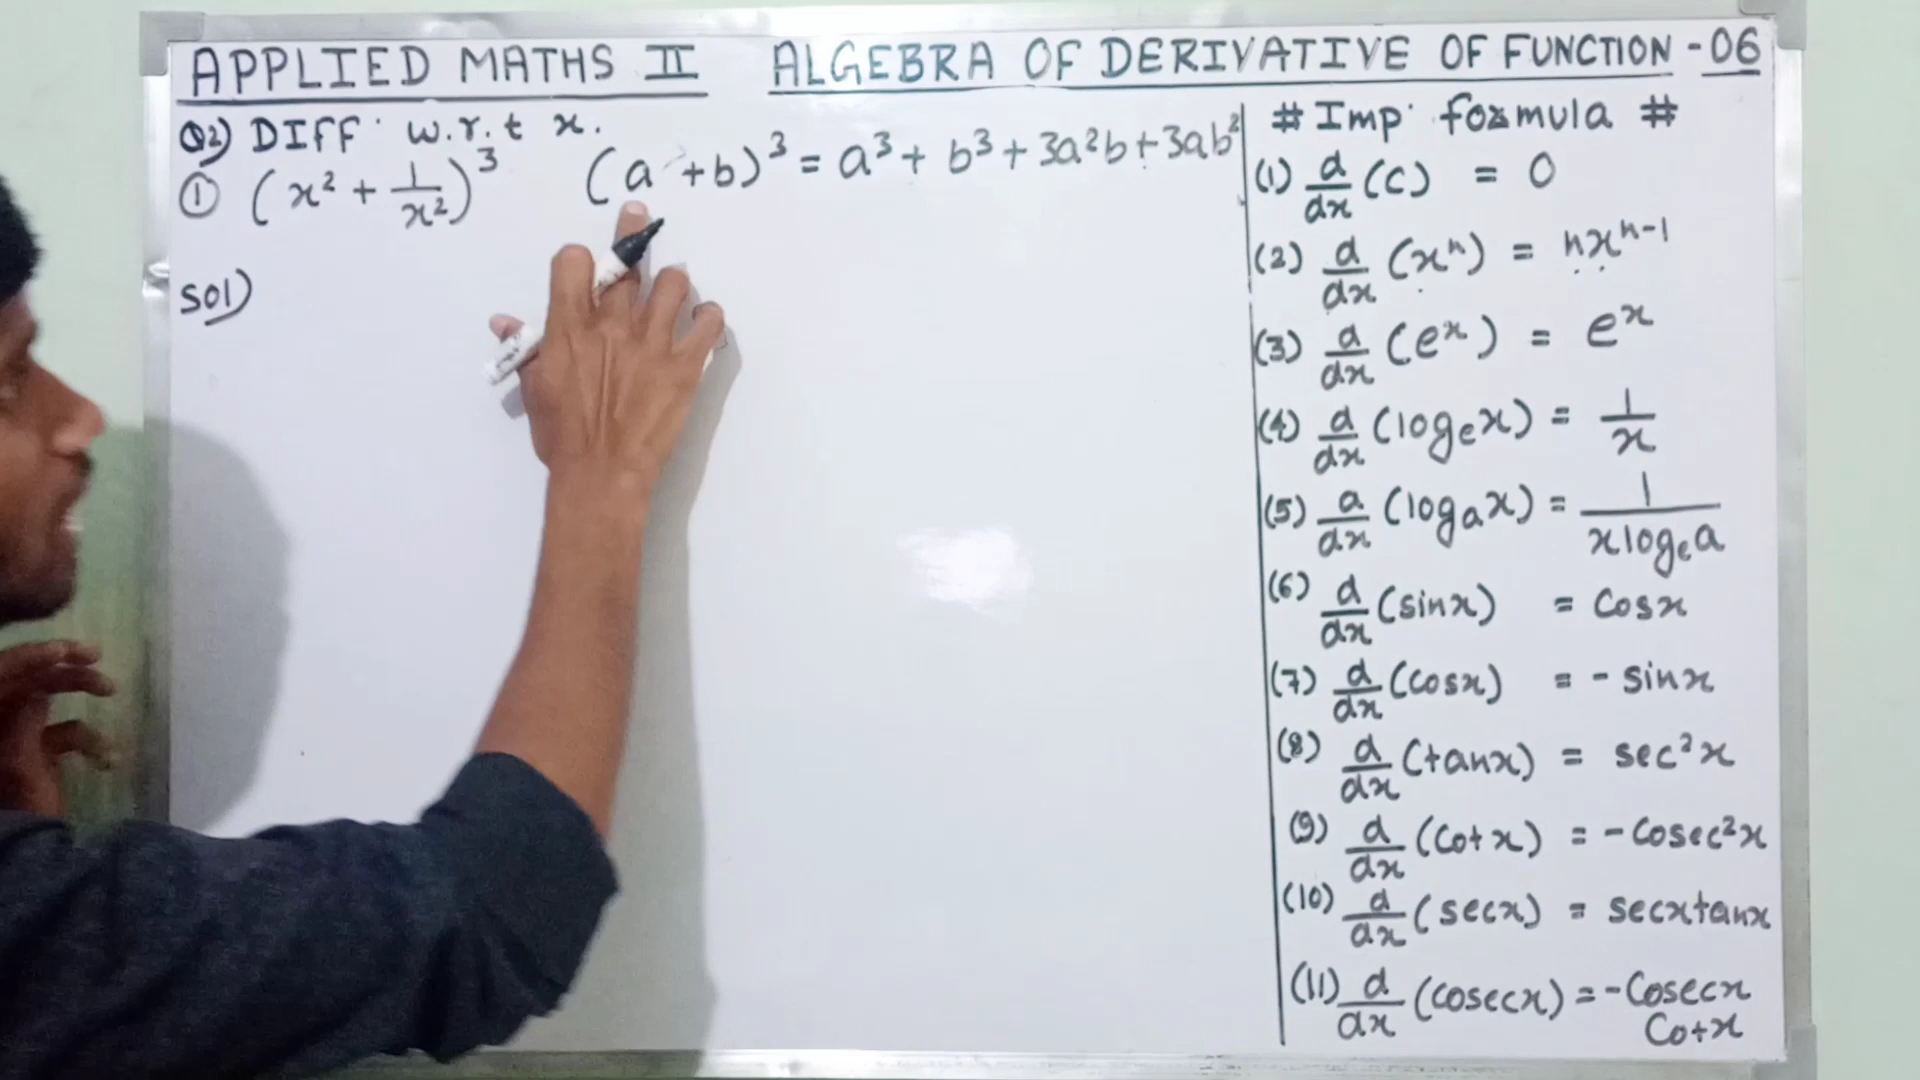 APPLIED MATHS II ALGEBRA OF DERIVATIVE OF FUNCTION - 06
Q2) DIFF. w.r.t x.
① (x² + 1/x²)³ (a + b)³ = a³ + b³ + 3a²b + 3ab²
Sol)
# Imp. formula #
(1) d/dx (c) = 0
(2) d/dx (xⁿ) = nxⁿ⁻¹
(3) d/dx (eˣ) = eˣ
(4) d/dx (logₑx) = 1/x
(5) d/dx (logₐx) = 1/(x logₑa)
(6) d/dx (sinx) = Cosx
(7) d/dx (Cosx) = - sinx
(8) d/dx (tanx) = sec²x
(9) d/dx (Cotx) = - Cosec²x
(10) d/dx (secx) = secxtanx
(11) d/dx (cosecx) = - Cosecx
Cotx